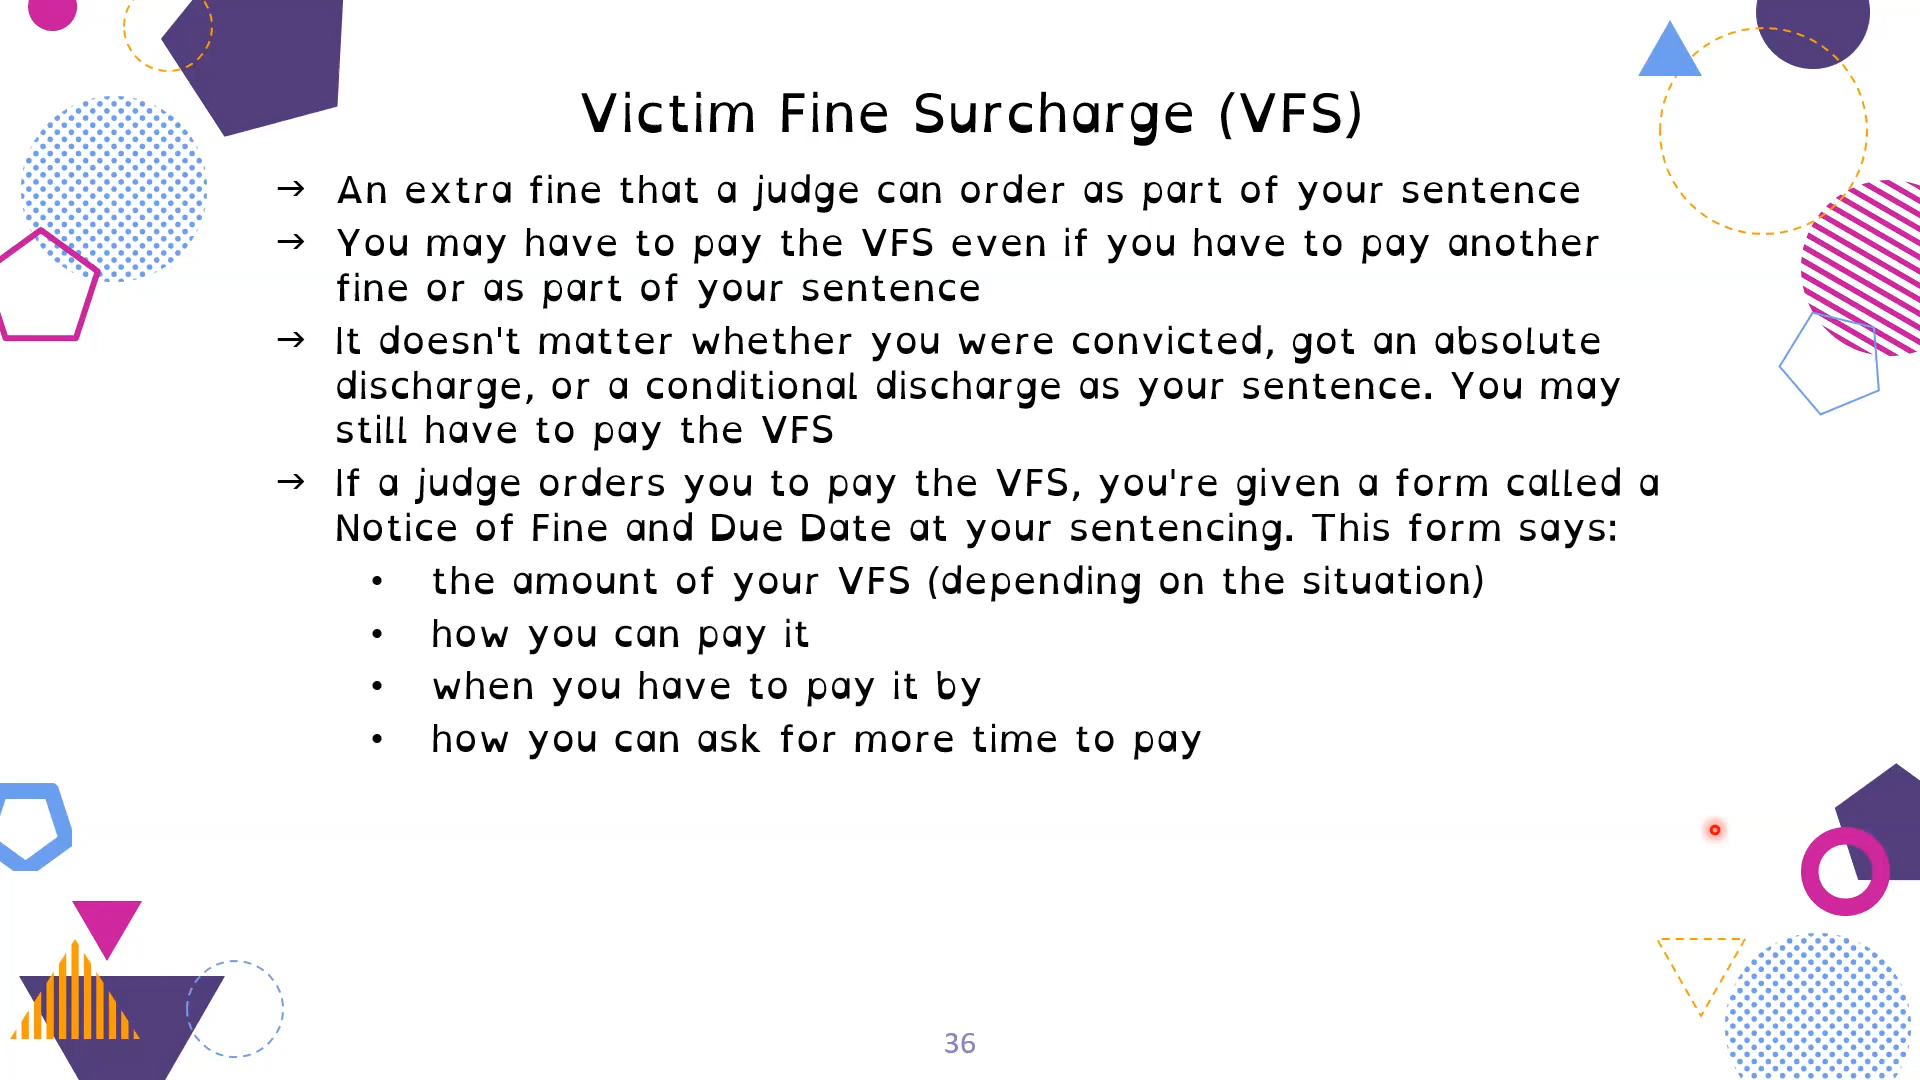 Victim Fine Surcharge (VFS)
→ An extra fine that a judge can order as part of your sentence
→ You may have to pay the VFS even if you have to pay another
fine or as part of your sentence
→ It doesn't matter whether you were convicted, got an absolute
discharge, or a conditional discharge as your sentence. You may
still have to pay the VFS
→ If a judge orders you to pay the VFS, you're given a form called a
Notice of Fine and Due Date at your sentencing. This form says:
• the amount of your VFS (depending on the situation)
• how you can pay it
• when you have to pay it by
• how you can ask for more time to pay
36